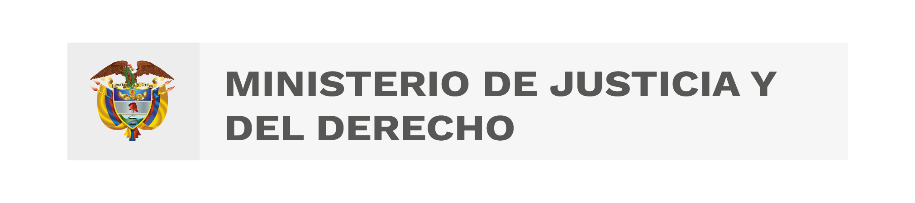 MINISTERIO DE JUSTICIA Y
DEL DERECHO